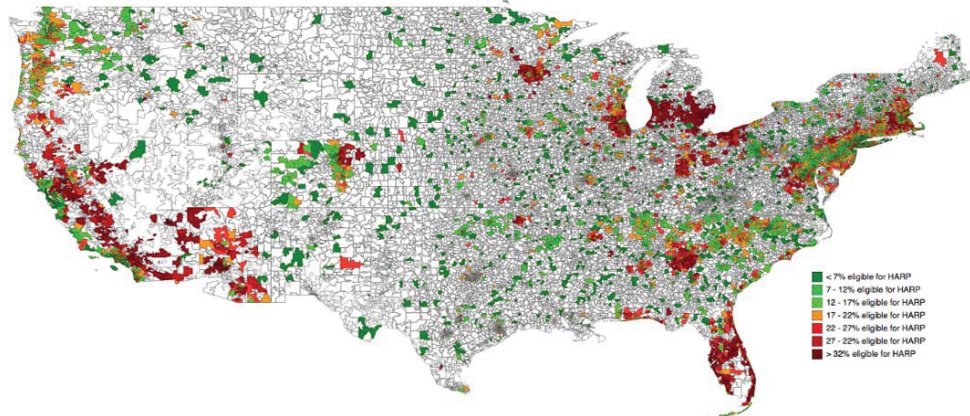 < 7% eligible for HARP
7 - 12% eligible for HARP
12 - 17% eligible for HARP
17 - 22% eligible for HARP
22 - 27% eligible for HARP
27 - 22% eligible for HARP
> 32% eligible for HARP